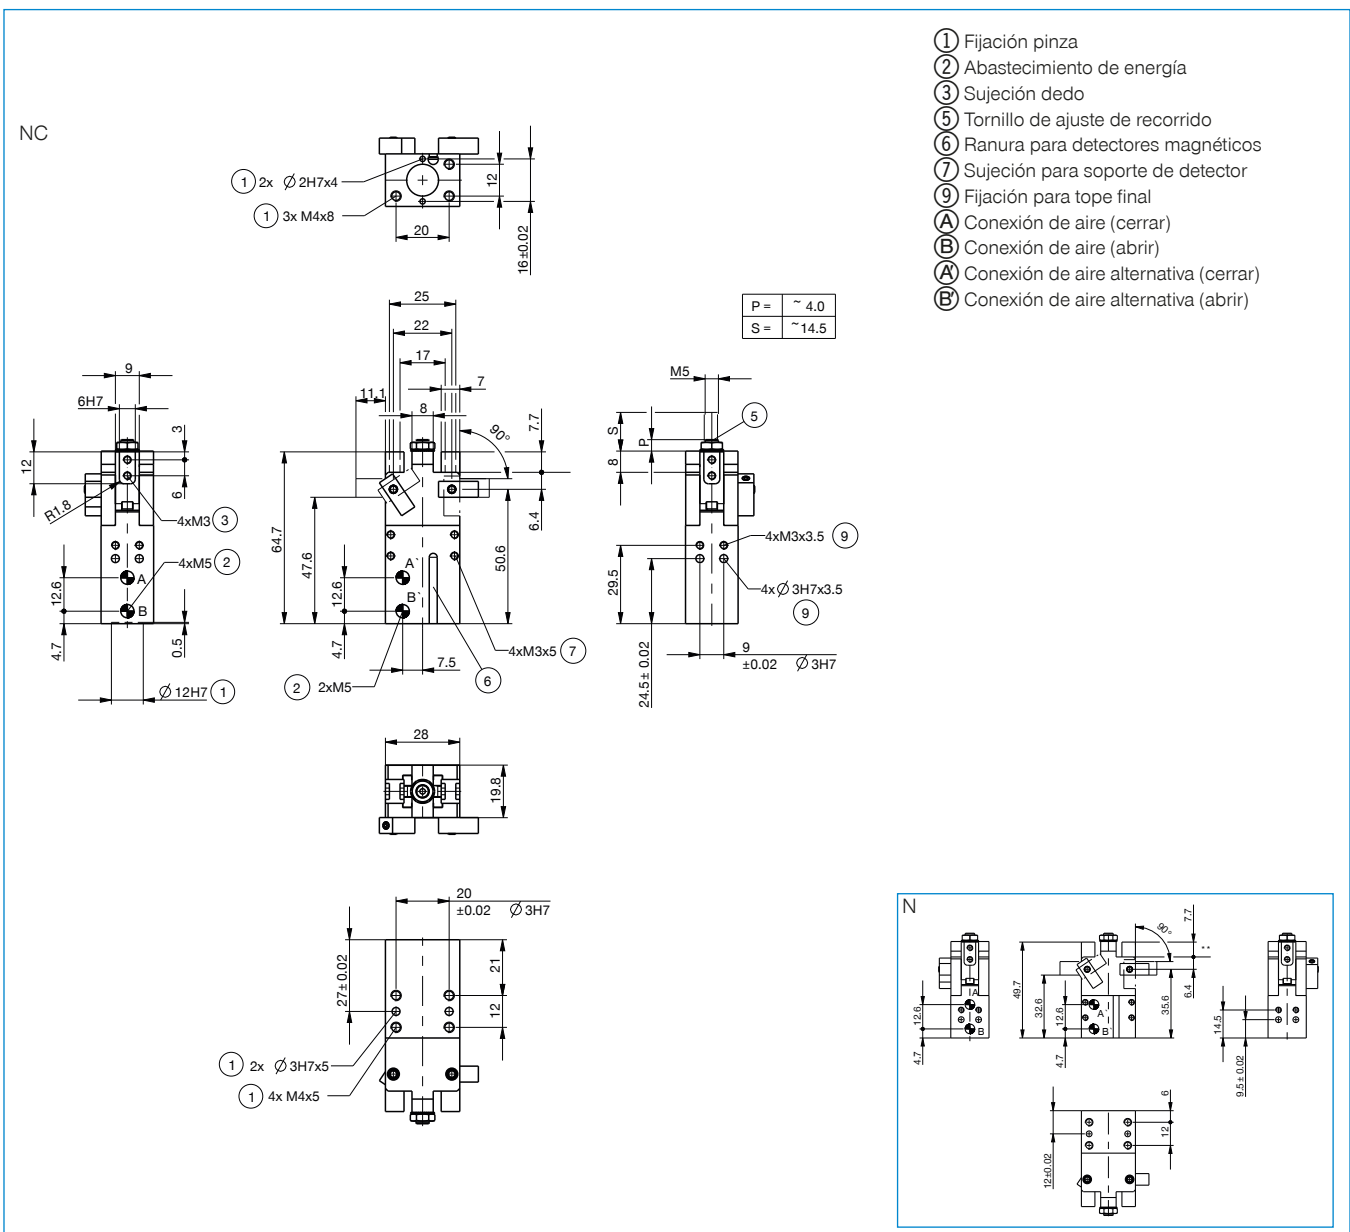 ① Fijación pinza
② Abastecimiento de energía
③ Sujeción dedo
⑤ Tornillo de ajuste de recorrido
⑥ Ranura para detectores magnéticos
⑦ Sujeción para soporte de detector
⑨ Fijación para tope final
Ⓐ Conexión de aire (cerrar)
Ⓑ Conexión de aire (abrir)
A' Conexión de aire alternativa (cerrar)
B' Conexión de aire alternativa (abrir)
NC
① 2x ∅ 2H7x4
① 3x M4x8
12
20
16±0.02
P = ~ 4.0
S = ~14.5
9
6H7
3
12
6
R1.8
4xM3 ③
4xM5 ②
A
B
12.6
4.7
0.5
∅ 12H7 ①
25
22
17
7
11.1
8
90°
7.7
6.4
64.7
47.6
50.6
12.6
4.7
A`
B`
4xM3x5 ⑦
7.5
② 2xM5
⑥
M5
⑤
S
P
8
4xM3x3.5 ⑨
4x ∅ 3H7x3.5
⑨
29.5
24.5± 0.02
9
±0.02 ∅ 3H7
28
19.8
20
±0.02 ∅ 3H7
27± 0.02
21
12
① 2x ∅ 3H7x5
① 4x M4x5
N
A
B
12.6
4.7
90°
7.7
6.4
49.7
32.6
35.6
12.6
4.7
A`
B`
14.5
9.5± 0.02
6
12
12±0.02